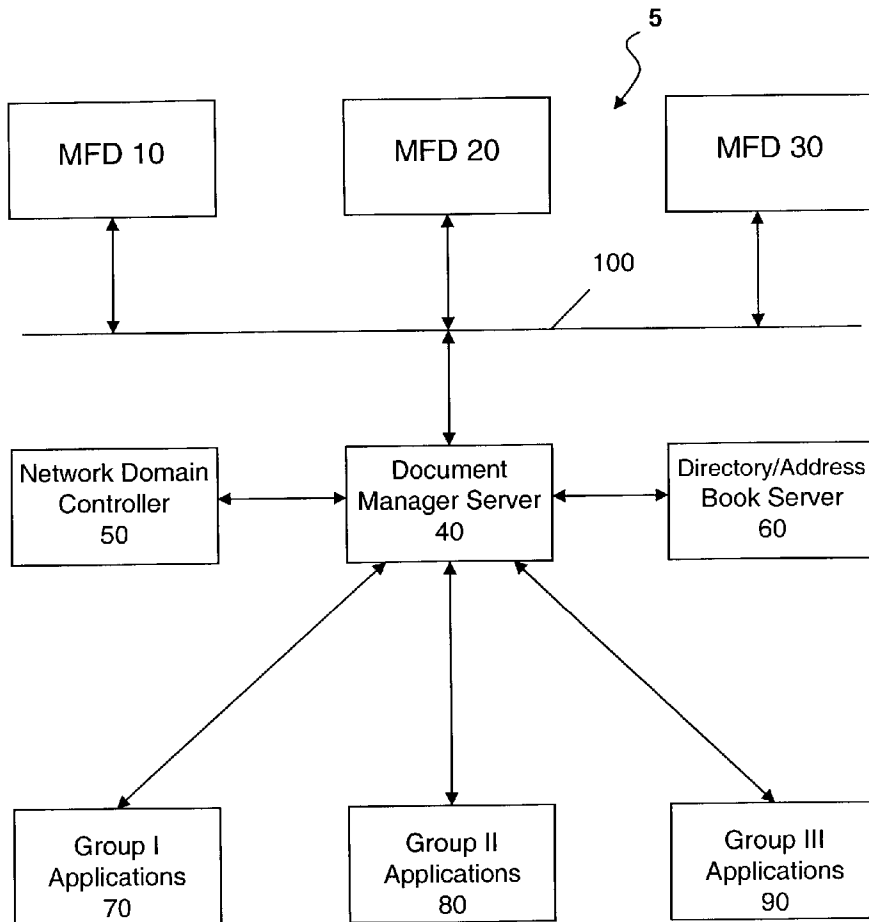 5
MFD 10
MFD 20
MFD 30
100
Network Domain
Controller
50
Document
Manager Server
40
Directory/Address
Book Server
60
Group I
Applications
70
Group II
Applications
80
Group III
Applications
90